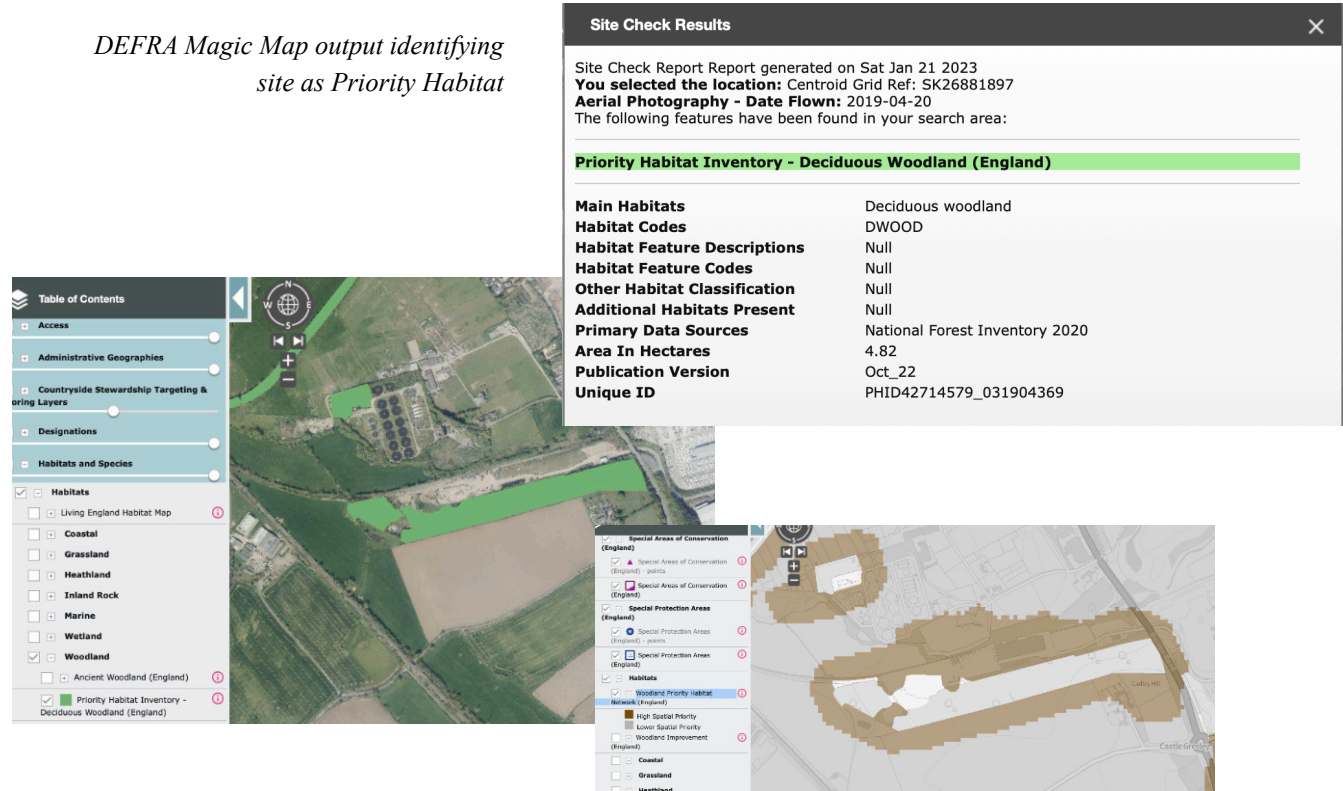 DEFRA Magic Map output identifying
site as Priority Habitat
Site Check Results
Site Check Report Report generated on Sat Jan 21 2023
You selected the location: Centroid Grid Ref: SK26881897
Aerial Photography - Date Flown: 2019-04-20
The following features have been found in your search area:
Priority Habitat Inventory - Deciduous Woodland (England)
Main Habitats Deciduous woodland
Habitat Codes DWOOD
Habitat Feature Descriptions Null
Habitat Feature Codes Null
Other Habitat Classification Null
Additional Habitats Present Null
Primary Data Sources National Forest Inventory 2020
Area In Hectares 4.82
Publication Version Oct_22
Unique ID PHID42714579_031904369
Table of Contents
Access
Administrative Geographies
Countryside Stewardship Targeting &
oring Layers
Designations
Habitats and Species
Habitats
Living England Habitat Map
Coastal
Grassland
Heathland
Inland Rock
Marine
Wetland
Woodland
Ancient Woodland (England)
Priority Habitat Inventory -
Deciduous Woodland (England)
N
W E
S
Special Areas of Conservation
(England)
Special Areas of Conservation
(England) - points
Special Areas of Conservation
(England)
Special Protection Areas
(England)
Special Protection Areas
(England) - points
Special Protection Areas
(England)
Habitats
Woodland Priority Habitat
Network (England)
High Spatial Priority
Lower Spatial Priority
Woodland Improvement
(England)
Coastal
Grassland
Heathland
S
Cadley Hill
Castle Gresley